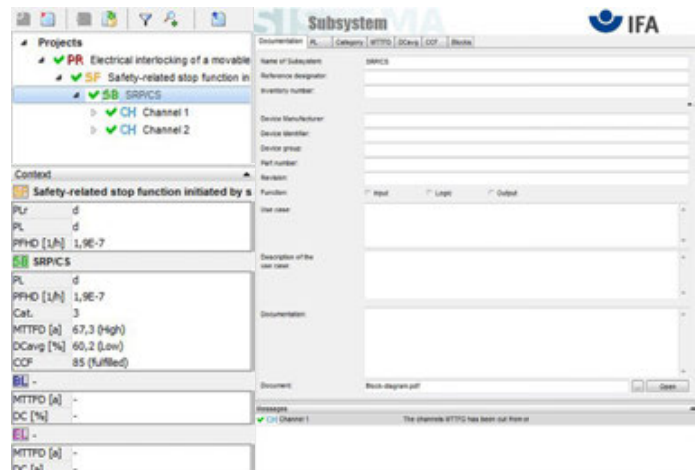 SISTEMA
Subsystem
IFA
Projects
PR Electrical interlocking of a movable
SF Safety-related stop function in
SB SRP/CS
CH Channel 1
CH Channel 2
Context
SF Safety-related stop function initiated by s
PLr d
PL d
PFHD [1/h] 1,9E-7
SB SRP/CS
PL d
PFHD [1/h] 1,9E-7
Cat. 3
MTTFD [a] 67,3 (High)
DCavg [%] 60,2 (Low)
CCF 85 (fulfilled)
BL -
MTTFD [a] -
DC [%] -
EL -
MTTFD [a] -
DC [%] -
Documentation PL Category MTTFD DCavg CCF Blocks
Name of Subsystem: SRP/CS
Reference designator:
Inventory number:
Device Manufacturer:
Device Identifier:
Device group:
Part number:
Revision:
Function: Input Logic Output
Use case:
Description of the
use case:
Documentation:
Document: Block-diagram.pdf ... Open
Messages
CH Channel 1 The channels MTTFD has been cut from or